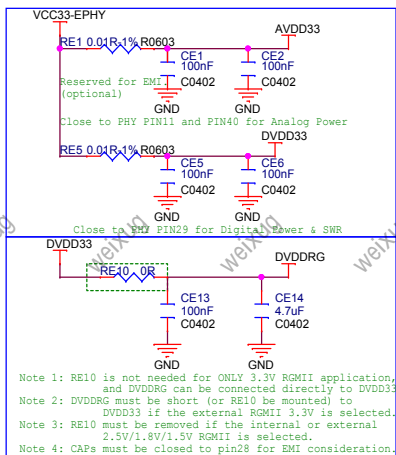 VCC33-EPHY
AVDD33
RE1 0.01R-1% R0603
CE1
100nF
C0402
CE2
100nF
C0402
Reserved for EMI.
(optional)
GND
GND
Close to PHY PIN11 and PIN40 for Analog Power
DVDD33
RE5 0.01R-1% R0603
CE5
100nF
C0402
CE6
100nF
C0402
GND
GND
Close to PHY PIN29 for Digital Power & SWR
weixug
weixug
DVDD33
DVDDRG
RE10 0R
CE13
100nF
C0402
CE14
4.7uF
C0402
GND
GND
Note 1: RE10 is not needed for ONLY 3.3V RGMII application,
and DVDDRG can be connected directly to DVDD33
Note 2: DVDDRG must be short (or RE10 be mounted) to
DVDD33 if the external RGMII 3.3V is selected.
Note 3: RE10 must be removed if the internal or external
2.5V/1.8V/1.5V RGMII is selected.
Note 4: CAPs must be closed to pin28 for EMI consideration.